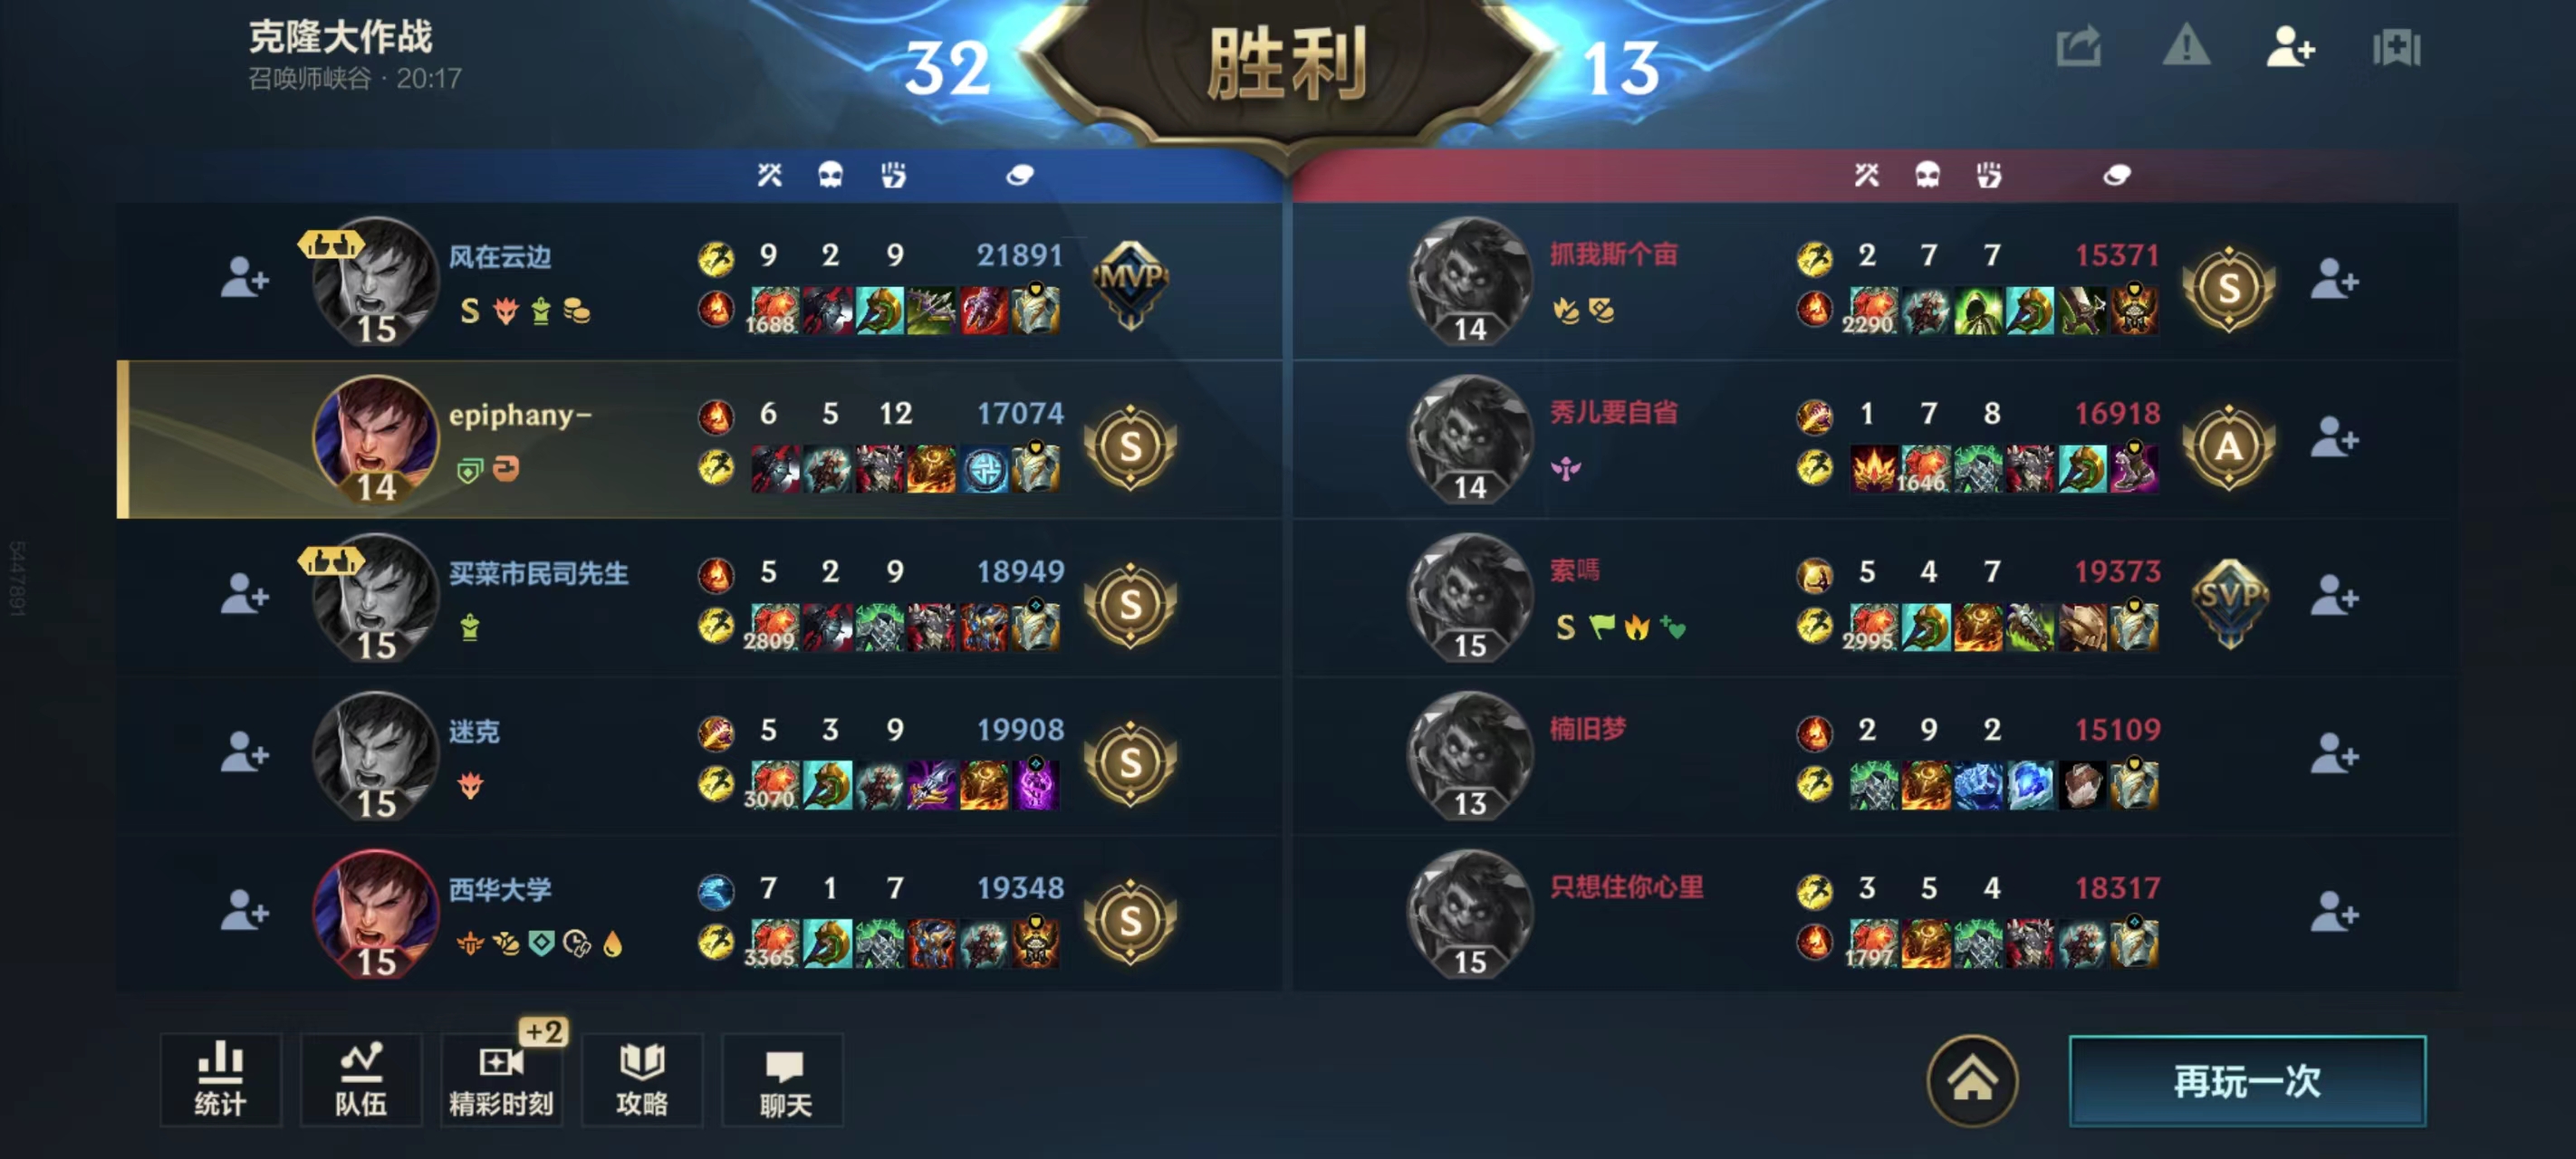 克隆大作战
召唤师峡谷 · 20:17
32 胜利 13
风在云边 9 2 9 21891 MVP
15 1688
抓我斯个亩 2 7 7 15371 S
14 2290
epiphany– 6 5 12 17074 S
14
秀儿要自省 1 7 8 16918 A
14 1646
买菜市民司先生 5 2 9 18949 S
15 2809
索嗎 5 4 7 19373 SVP
15 2995
迷克 5 3 9 19908 S
15 3070
楠旧梦 2 9 2 15109
13
西华大学 7 1 7 19348 S
15 3365
只想住你心里 3 5 4 18317
15 1797
5447891
+2
统计 队伍 精彩时刻 攻略 聊天
再玩一次